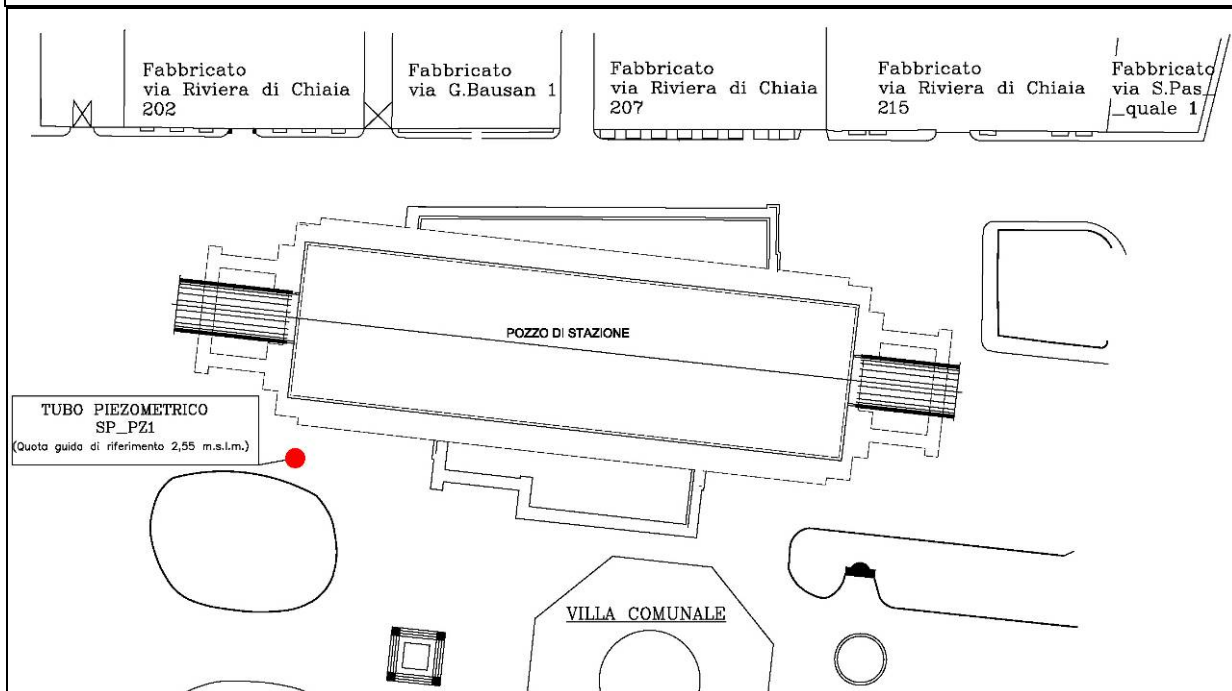 Fabbricato
via Riviera di Chiaia
202
Fabbricato
via G.Bausan 1
Fabbricato
via Riviera di Chiaia
207
Fabbricato
via Riviera di Chiaia
215
Fabbricato
via S.Pas_
_quale 1
POZZO DI STAZIONE
TUBO PIEZOMETRICO
SP_PZ1
(Quota guida di riferimento 2,55 m.s.l.m.)
VILLA COMUNALE